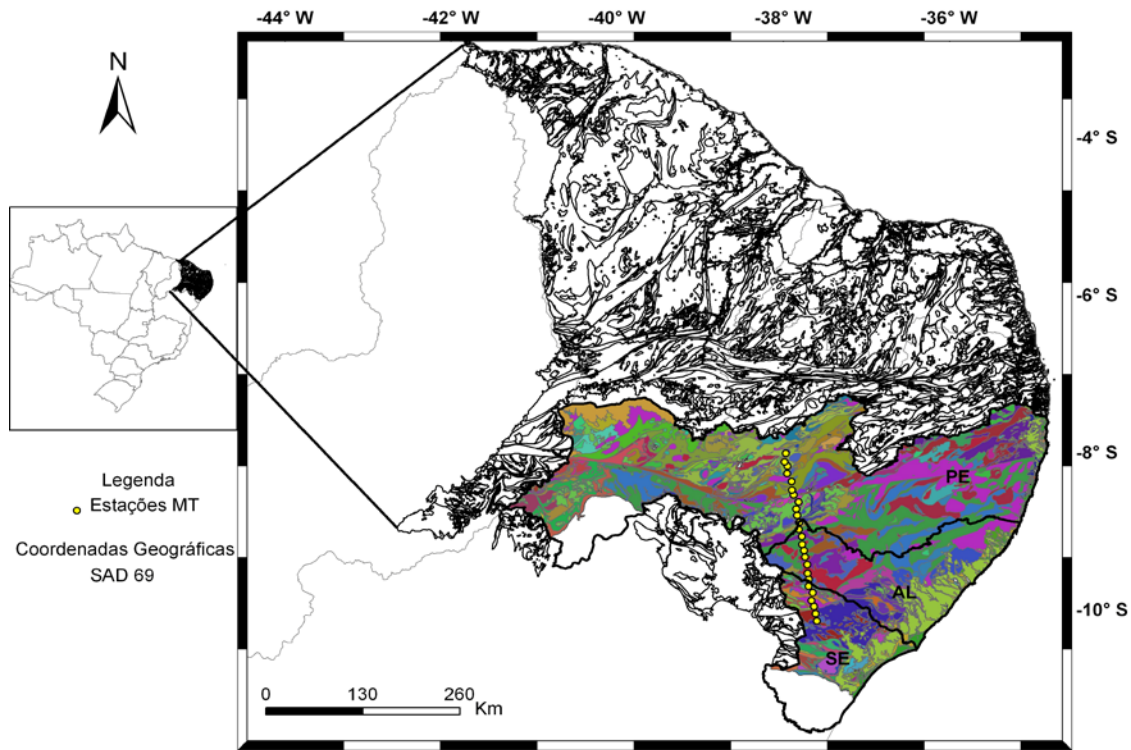 -44° W
-42° W
-40° W
-38° W
-36° W
N
-4° S
-6° S
-8° S
-10° S
Legenda
Estações MT
Coordenadas Geográficas
SAD 69
PE
AL
SE
0
130
260
Km